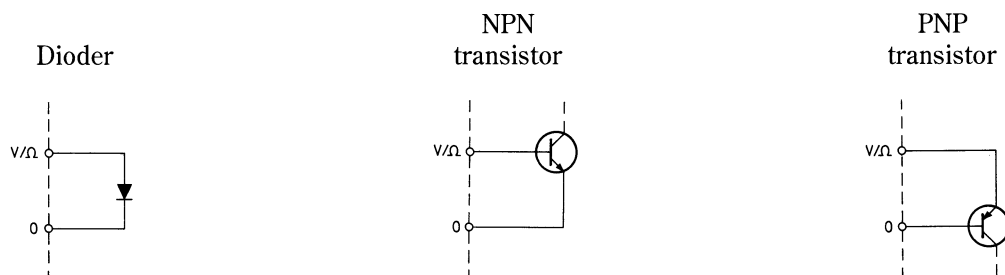 Dioder
NPN
transistor
PNP
transistor
V/Ω
0
V/Ω
0
V/Ω
0